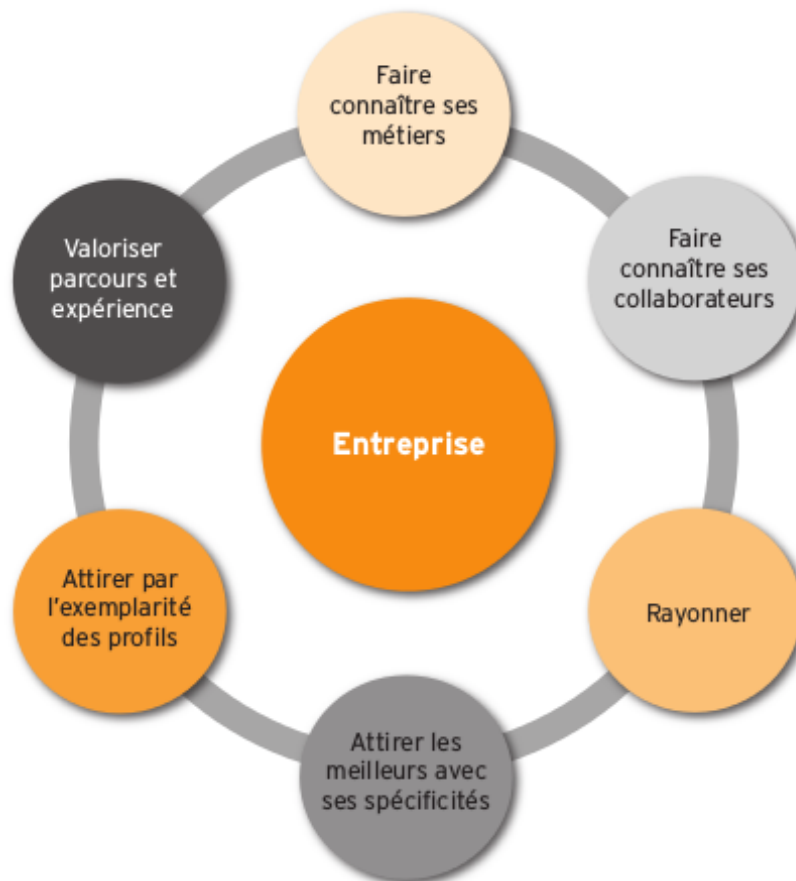 Faire
connaître ses
métiers
Faire
connaître ses
collaborateurs
Rayonner
Attirer les
meilleurs avec
ses spécificités
Attirer par
l'exemplarité
des profils
Valoriser
parcours et
expérience
Entreprise